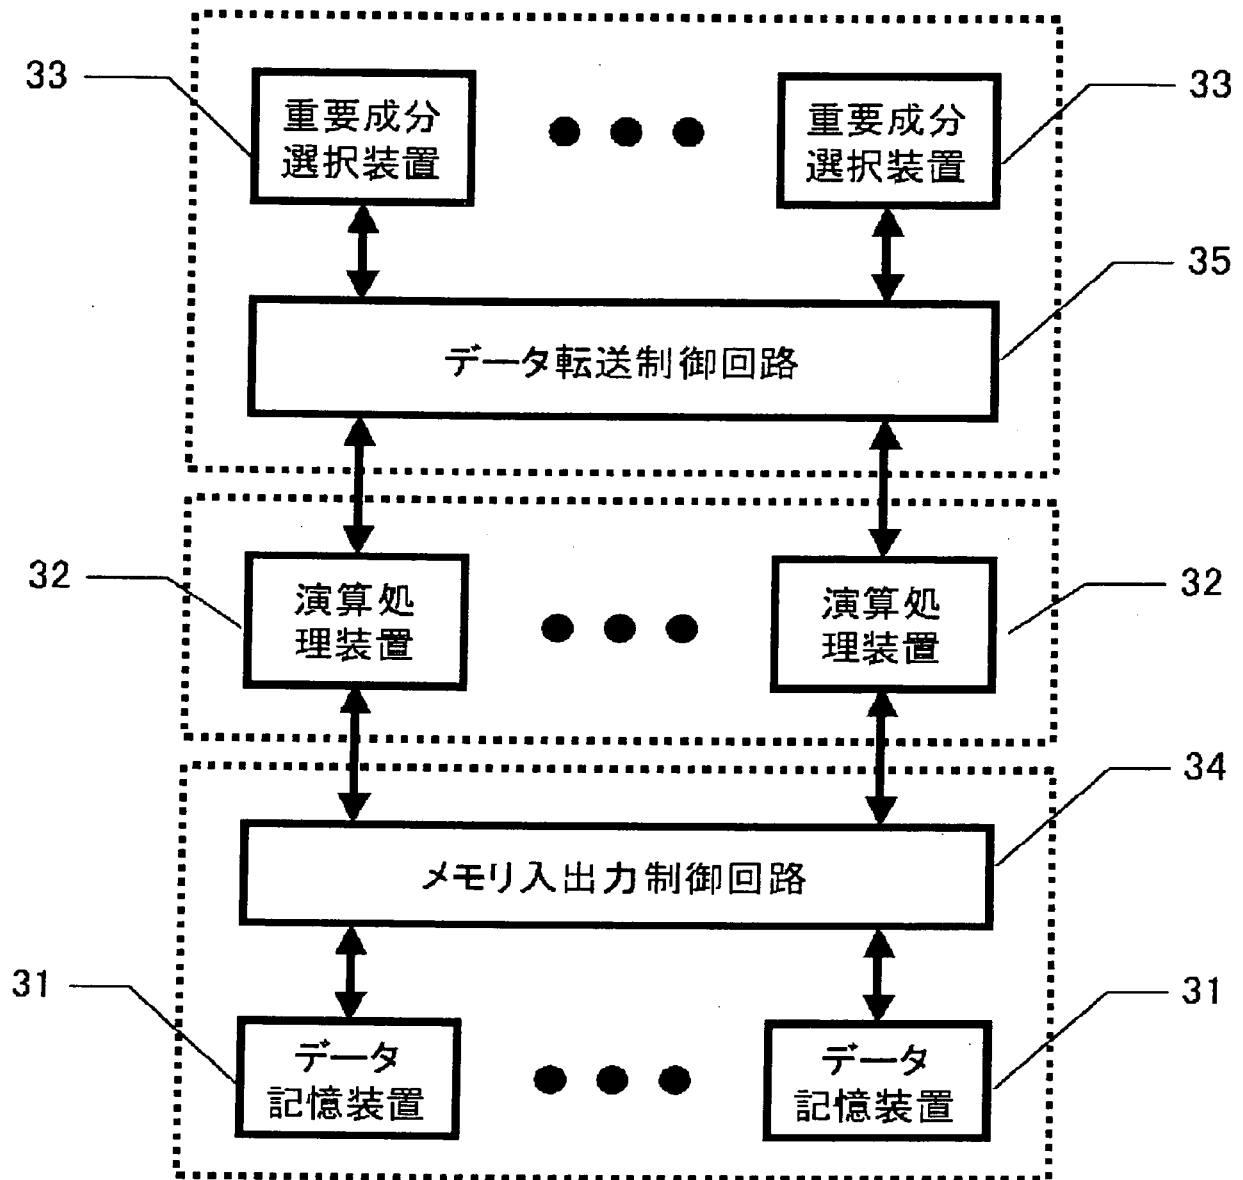 33
重要成分
選択装置
重要成分
選択装置
33
35
データ転送制御回路
32
演算処
理装置
演算処
理装置
32
34
メモリ入出力制御回路
31
データ
記憶装置
データ
記憶装置
31